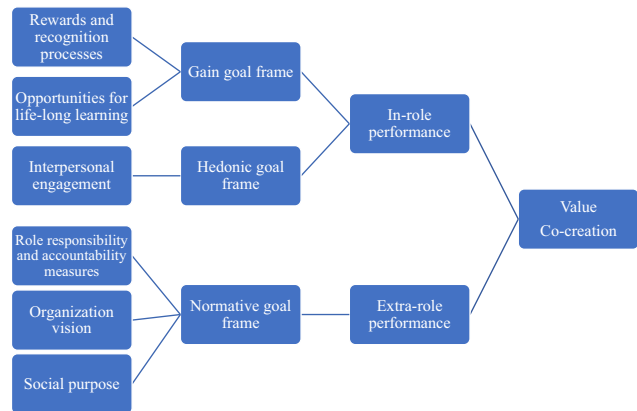 Rewards and
recognition
processes
Opportunities for
life-long learning
Interpersonal
engagement
Role responsibility
and accountability
measures
Organization
vision
Social purpose
Gain goal frame
Hedonic goal
frame
Normative goal
frame
In-role
performance
Extra-role
performance
Value
Co-creation